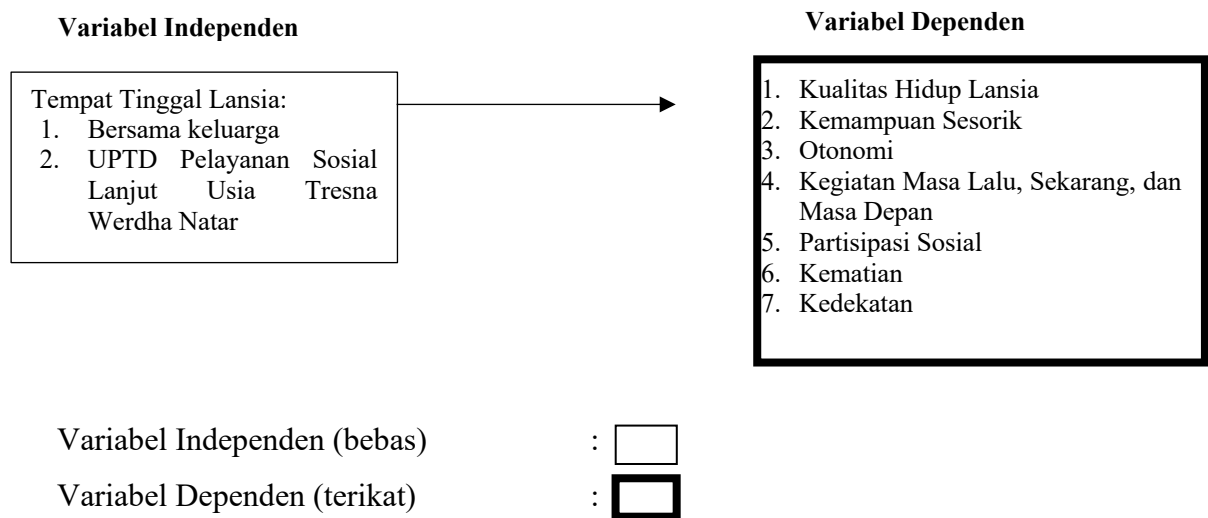 Variabel Independen
Variabel Dependen
Tempat Tinggal Lansia:
1. Bersama keluarga
2. UPTD Pelayanan Sosial
Lanjut Usia Tresna
Werdha Natar
1. Kualitas Hidup Lansia
2. Kemampuan Sesorik
3. Otonomi
4. Kegiatan Masa Lalu, Sekarang, dan
Masa Depan
5. Partisipasi Sosial
6. Kematian
7. Kedekatan
Variabel Independen (bebas) :
Variabel Dependen (terikat) :